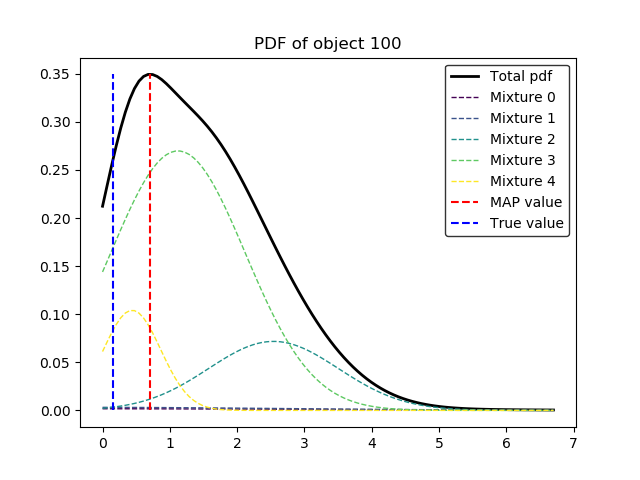 PDF of object 100
0.35
0.30
0.25
0.20
0.15
0.10
0.05
0.00
0 1 2 3 4 5 6 7
Total pdf
Mixture 0
Mixture 1
Mixture 2
Mixture 3
Mixture 4
MAP value
True value